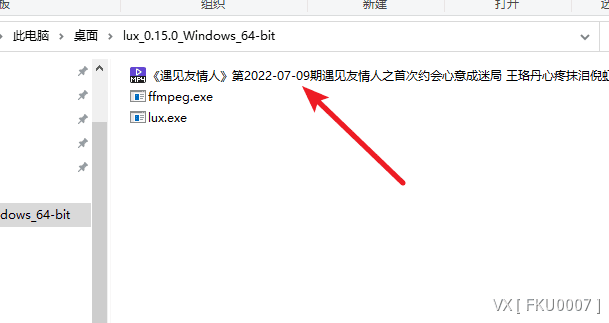 组织 新建 打开
此电脑 > 桌面 > lux_0.15.0_Windows_64-bit
《遇见友情人》第2022-07-09期遇见友情人之首次约会心意成迷局 王珞丹心疼抹泪倪虹
MP4
ffmpeg.exe
lux.exe
dows_64-bit
VX [ FKU0007 ]